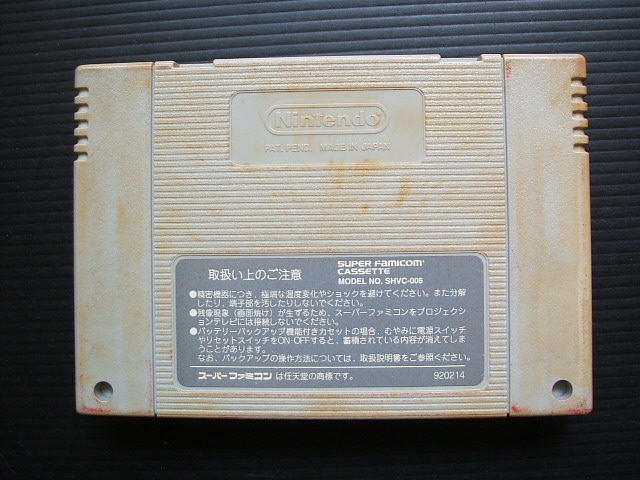 Nintendo
PAT. PEND. MADE IN JAPAN
取扱い上のご注意
SUPER FAMICOM
CASSETTE
MODEL NO. SHVC-006
●精密機器につき、極端な温度変化やショックを避けてください。また分解
したり、端子部を汚したりしないでください。
●残像現象（画面焼け）が生ずるため、スーパーファミコンをプロジェクシ
ョンテレビには接続しないでください。
●バッテリーバックアップ機能付きカセットの場合、むやみに電源スイッチ
やリセットスイッチをON-OFFすると、蓄積されている内容が消えてしま
うことがあります。
なお、バックアップの操作方法については、取扱説明書をご参照ください。
スーパーファミコンは任天堂の商標です。
920214